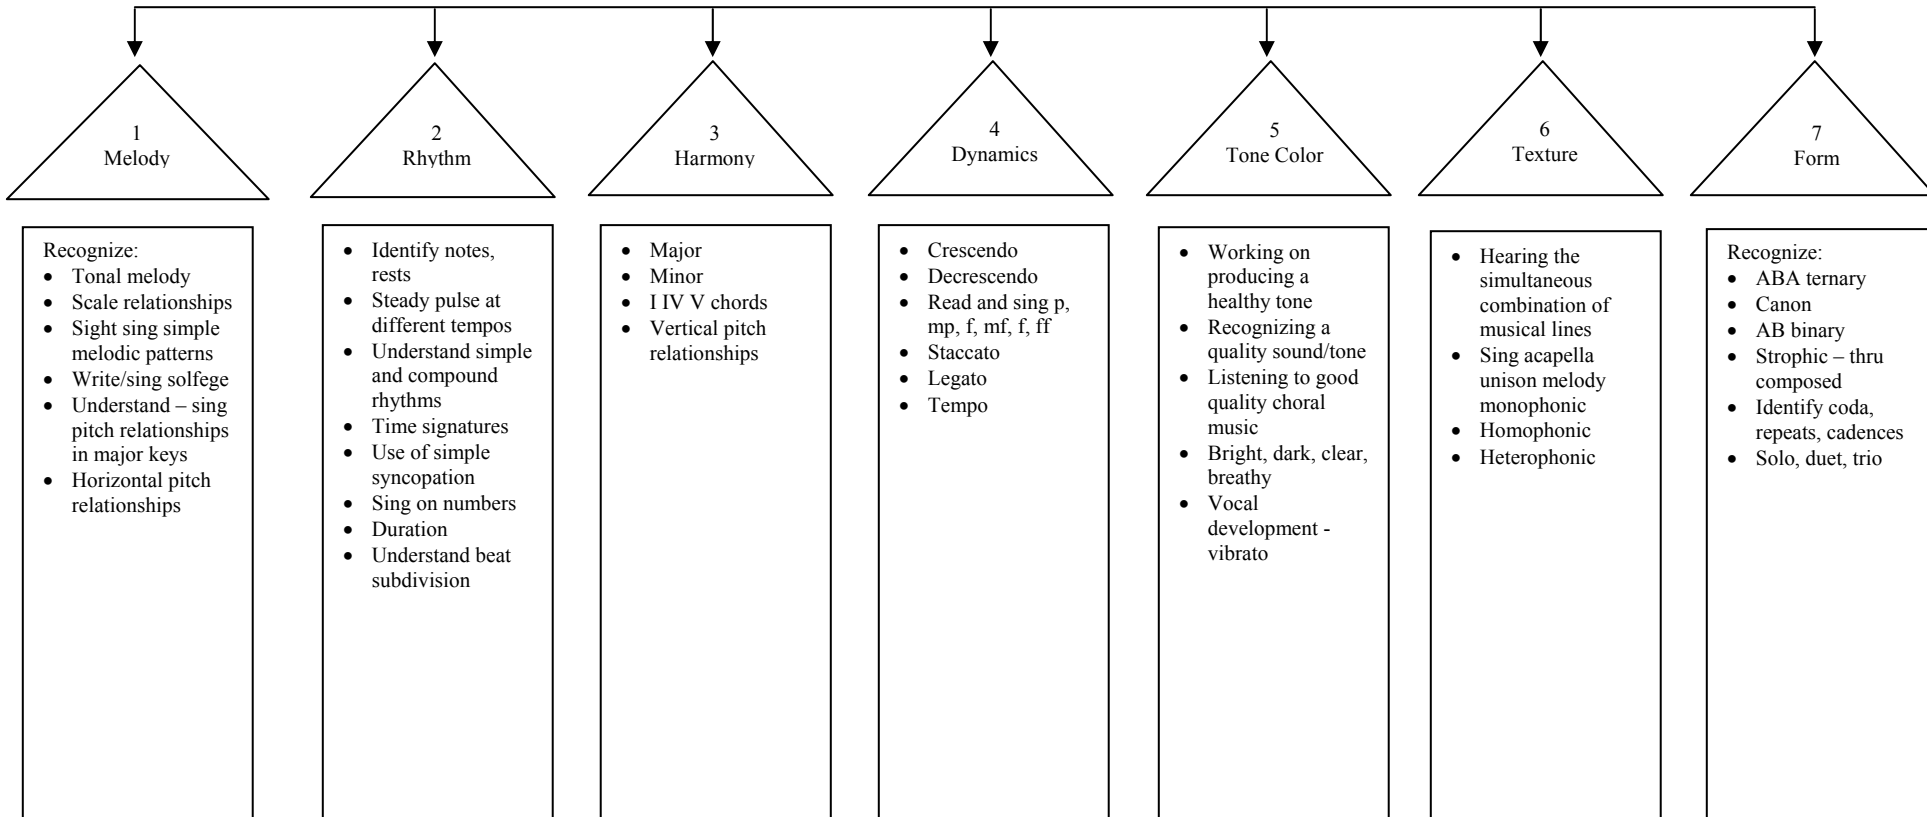 1
Melody
2
Rhythm
3
Harmony
4
Dynamics
5
Tone Color
6
Texture
7
Form
Recognize:
• Tonal melody
• Scale relationships
• Sight sing simple
melodic patterns
• Write/sing solfege
• Understand – sing
pitch relationships
in major keys
• Horizontal pitch
relationships
• Identify notes,
rests
• Steady pulse at
different tempos
• Understand simple
and compound
rhythms
• Time signatures
• Use of simple
syncopation
• Sing on numbers
• Duration
• Understand beat
subdivision
• Major
• Minor
• I IV V chords
• Vertical pitch
relationships
• Crescendo
• Decrescendo
• Read and sing p,
mp, f, mf, f, ff
• Staccato
• Legato
• Tempo
• Working on
producing a
healthy tone
• Recognizing a
quality sound/tone
• Listening to good
quality choral
music
• Bright, dark, clear,
breathy
• Vocal
development -
vibrato
• Hearing the
simultaneous
combination of
musical lines
• Sing acapella
unison melody
monophonic
• Homophonic
• Heterophonic
Recognize:
• ABA ternary
• Canon
• AB binary
• Strophic – thru
composed
• Identify coda,
repeats, cadences
• Solo, duet, trio